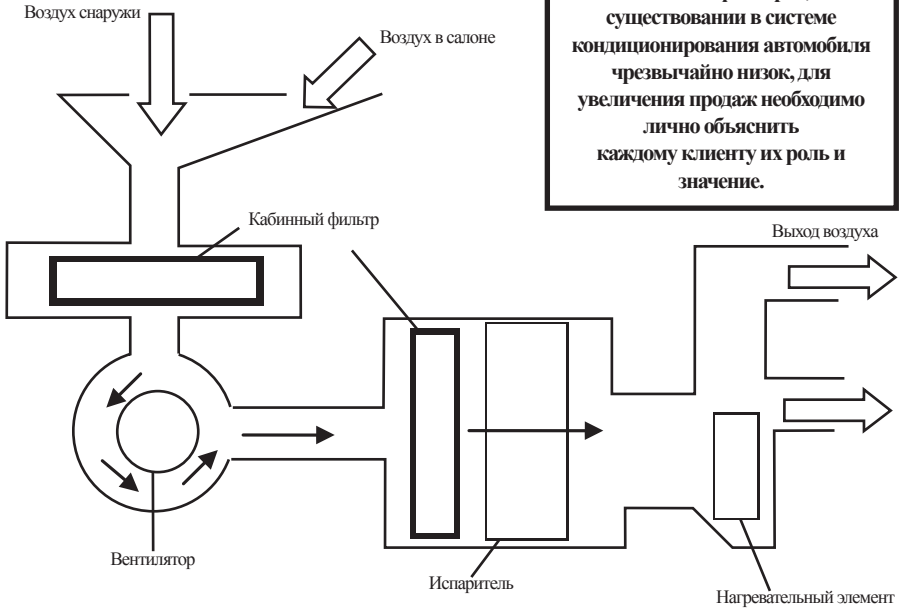 Воздух снаружи
Воздух в салоне
существовании в системе
кондиционирования автомобиля
чрезвычайно низок, для
увеличения продаж необходимо
лично объяснить
каждому клиенту их роль и
значение.
Кабинный фильтр
Выход воздуха
Вентилятор
Испаритель
Нагревательный элемент